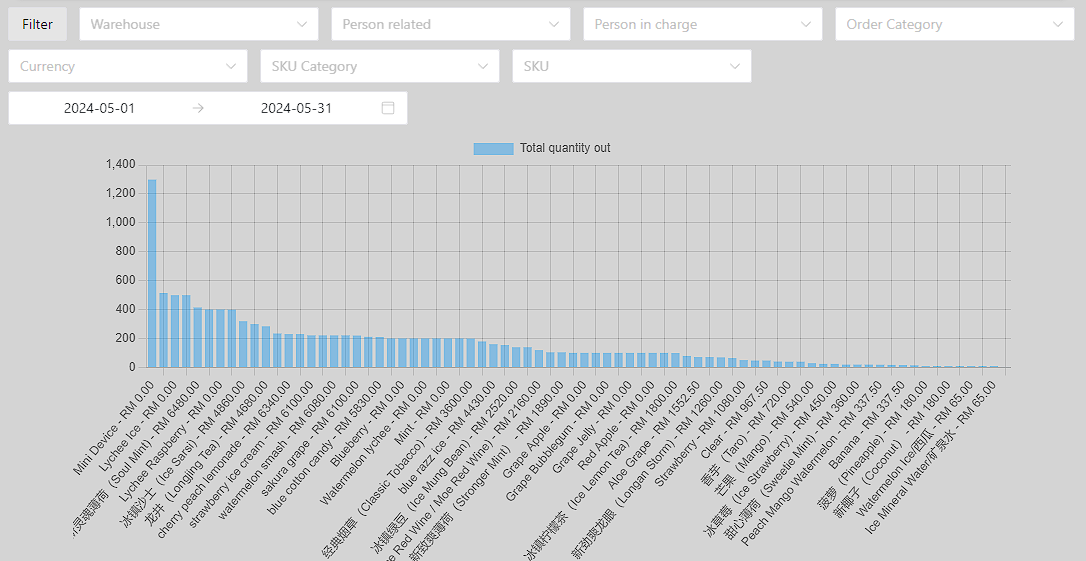 Filter
Warehouse
Person related
Person in charge
Order Category
Currency
SKU Category
SKU
2024-05-01 → 2024-05-31
Total quantity out
1,400
1,200
1,000
800
600
400
200
0
Mini Device - RM 0.00
Lychee Ice - RM 0.00
灵魂薄荷（Soul Mint) - RM 6480.00
Lychee Raspberry - RM 0.00
冰镇沙士（Ice Sarsi) - RM 4860.00
龙井（Longjing Tea) - RM 4680.00
cherry peach lemonade - RM 6340.00
strawberry ice cream - RM 6100.00
watermelon smash - RM 6080.00
sakura grape - RM 6100.00
blue cotton candy - RM 5830.00
Blueberry - RM 0.00
Watermelon lychee - RM 0.00
Mint - RM 0.00
经典烟草（Classic Tobacco) - RM 3600.00
blue razz ice - RM 4430.00
冰镇绿豆（Ice Mung Bean) - RM 2520.00
e Red Wine / Moe Red Wine) - RM 2160.00
新致爽薄荷（Stronger Mint） - RM 1890.00
Grape Apple - RM 0.00
Bubblegum - RM 0.00
Grape Jelly - RM 0.00
Red Apple - RM 0.00
冰镇柠檬茶（Ice Lemon Tea) - RM 1800.00
Aloe Grape - RM 1552.50
新劲爽龙眼（Longan Storm) - RM 1260.00
Strawberry - RM 1080.00
Clear - RM 967.50
香芋（Taro) - RM 720.00
芒果（Mango) - RM 540.00
冰草莓（Ice Strawberry) - RM 450.00
甜心薄荷（Sweetie Mint) - RM 360.00
Peach Mango Watermelon - RM 337.50
Banana - RM 337.50
菠萝（Pineapple) - RM 180.00
新椰子（Coconut） - RM 180.00
Watermelon Ice/西瓜 - RM 65.00
Ice Mineral Water/矿泉水 - RM 65.00